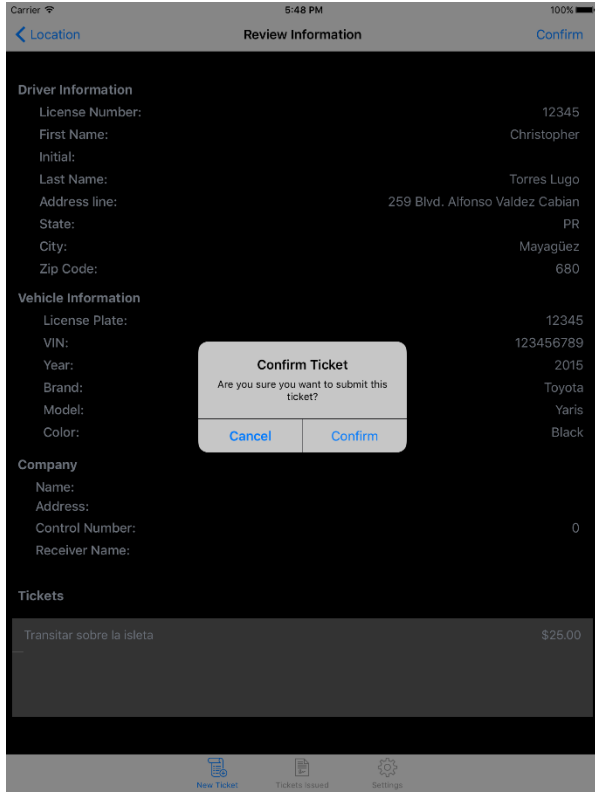 Carrier 5:48 PM 100%
Location Review Information Confirm
Driver Information
License Number: 12345
First Name: Christopher
Initial:
Last Name: Torres Lugo
Address line: 259 Blvd. Alfonso Valdez Cabian
State: PR
City: Mayagüez
Zip Code: 680
Vehicle Information
License Plate: 12345
VIN: 123456789
Year: 2015
Brand: Toyota
Model: Yaris
Color: Black
Confirm Ticket
Are you sure you want to submit this
ticket?
Cancel Confirm
Company
Name:
Address:
Control Number: 0
Receiver Name:
Tickets
Transitar sobre la isleta $25.00
New Ticket Tickets Issued Settings